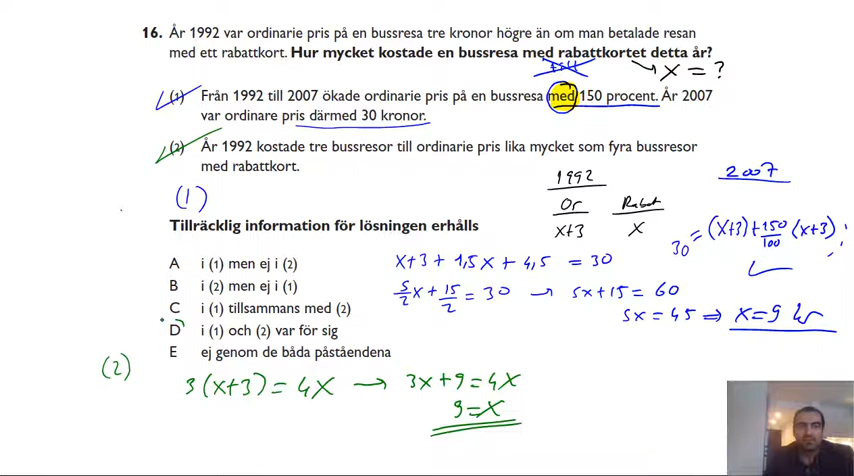 16. År 1992 var ordinarie pris på en bussresa tre kronor högre än om man betalade resan
med ett rabattkort. Hur mycket kostade en bussresa med rabattkortet detta år?
x = ?
(1) Från 1992 till 2007 ökade ordinarie pris på en bussresa med 150 procent. År 2007
var ordinare pris därmed 30 kronor.
(2) År 1992 kostade tre bussresor till ordinarie pris lika mycket som fyra bussresor
med rabattkort.
1992
Or Rabat
x+3 x
2007
30 = (x+3) + 150/100 (x+3)
(1)
Tillräcklig information för lösningen erhålls
A i (1) men ej i (2)
B i (2) men ej i (1)
C i (1) tillsammans med (2)
D i (1) och (2) var för sig
E ej genom de båda påståendena
x+3 + 1,5x + 4,5 = 30
5/2 x + 15/2 = 30 → 5x+15 = 60
5x = 45 ⇒ x = 9 kr
(2)
3(x+3) = 4x → 3x+9 = 4x
9 = x